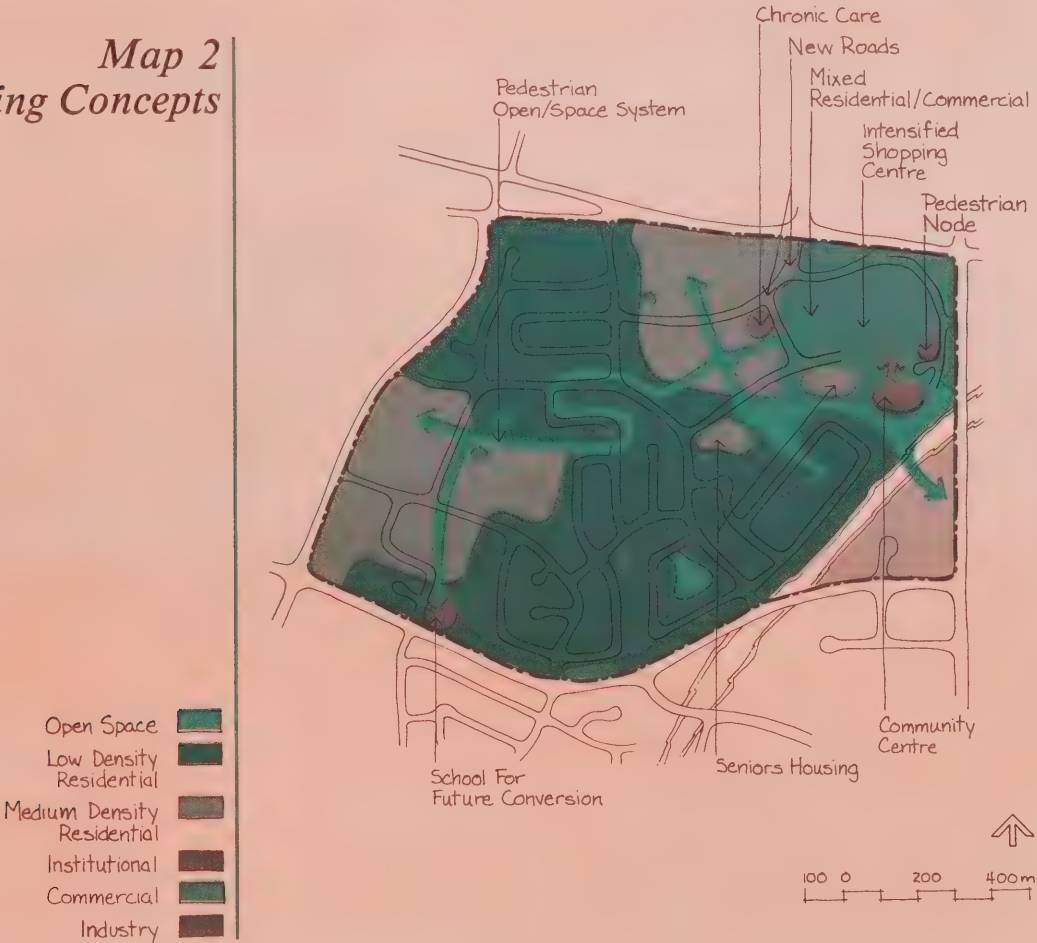 Map 2
ing Concepts
Chronic Care
New Roads
Mixed
Residential/Commercial
Intensified
Shopping
Centre
Pedestrian
Node
Pedestrian
Open/Space System
Community
Centre
Seniors Housing
School For
Future Conversion
Open Space
Low Density
Residential
Medium Density
Residential
Institutional
Commercial
Industry
100 0 200 400m